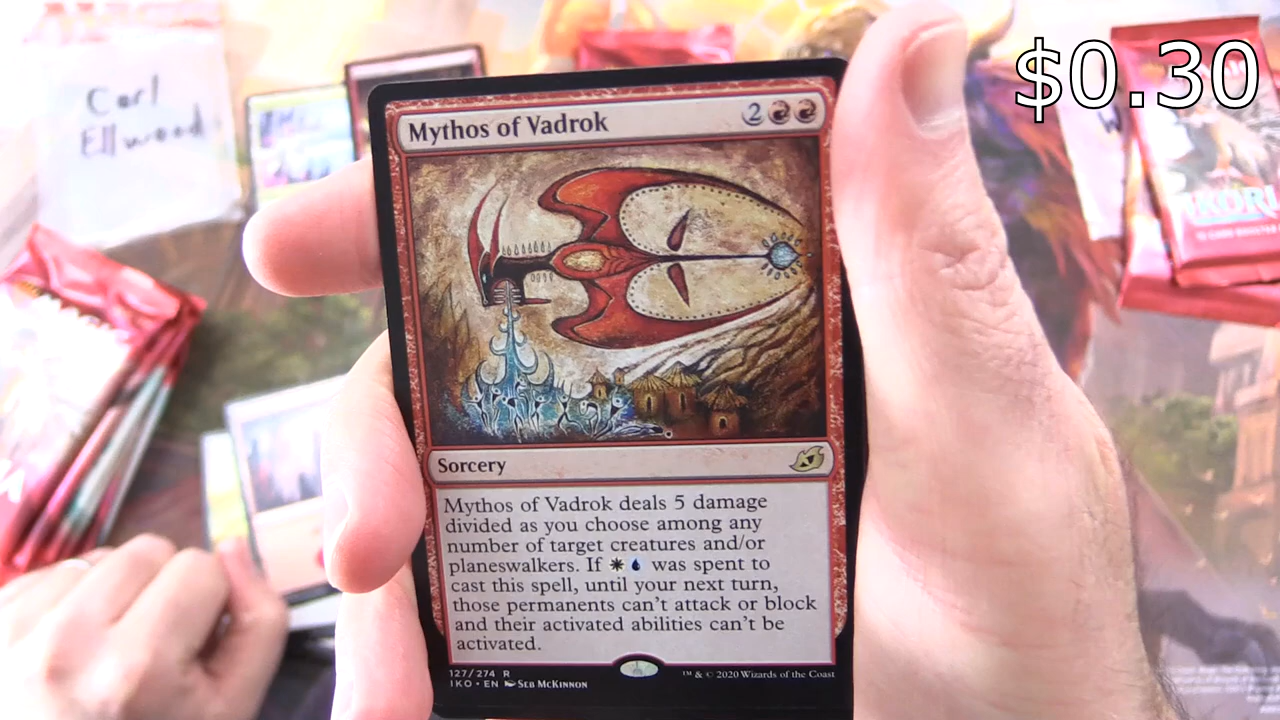 $0.30
Carl
Ellwood
Mythos of Vadrok
2
Sorcery
Mythos of Vadrok deals 5 damage
divided as you choose among any
number of target creatures and/or
planeswalkers. If was spent to
cast this spell, until your next turn,
those permanents can't attack or block
and their activated abilities can't be
activated.
127/274 R
IKO • EN SEB MCKINNON
™ & © 2020 Wizards of the Coast